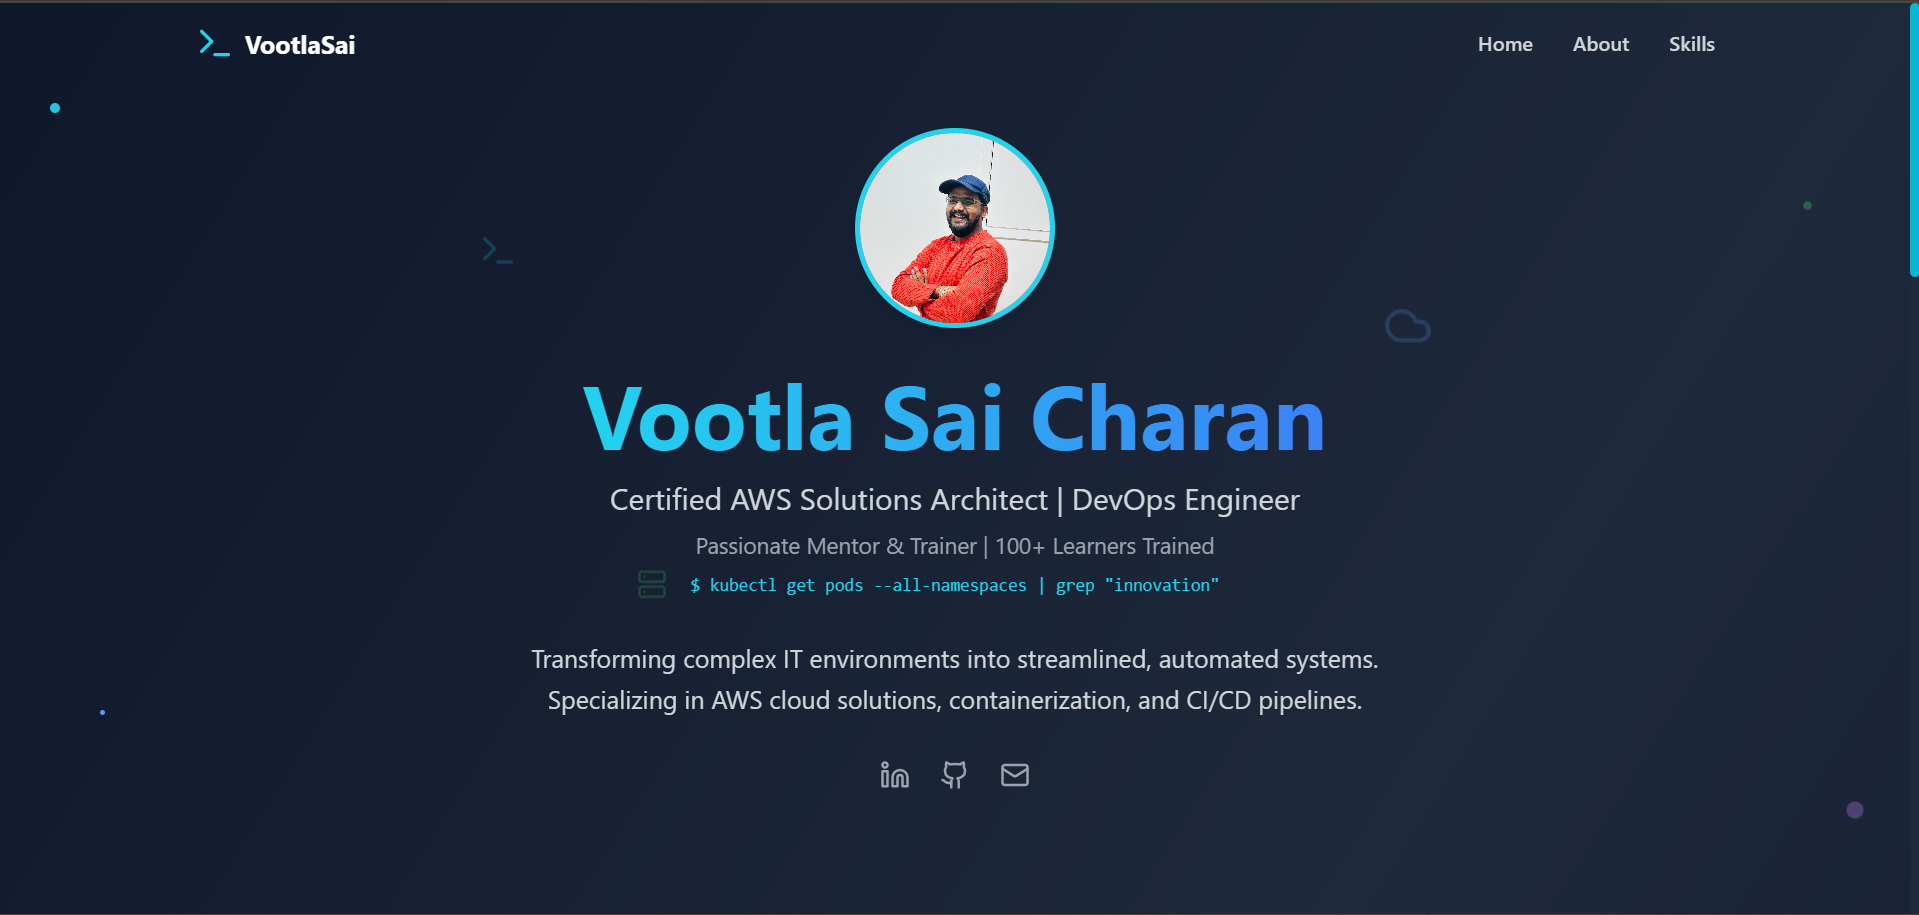 VootlaSai
Home About Skills
Vootla Sai Charan
Certified AWS Solutions Architect | DevOps Engineer
Passionate Mentor & Trainer | 100+ Learners Trained
$ kubectl get pods --all-namespaces | grep "innovation"
Transforming complex IT environments into streamlined, automated systems.
Specializing in AWS cloud solutions, containerization, and CI/CD pipelines.